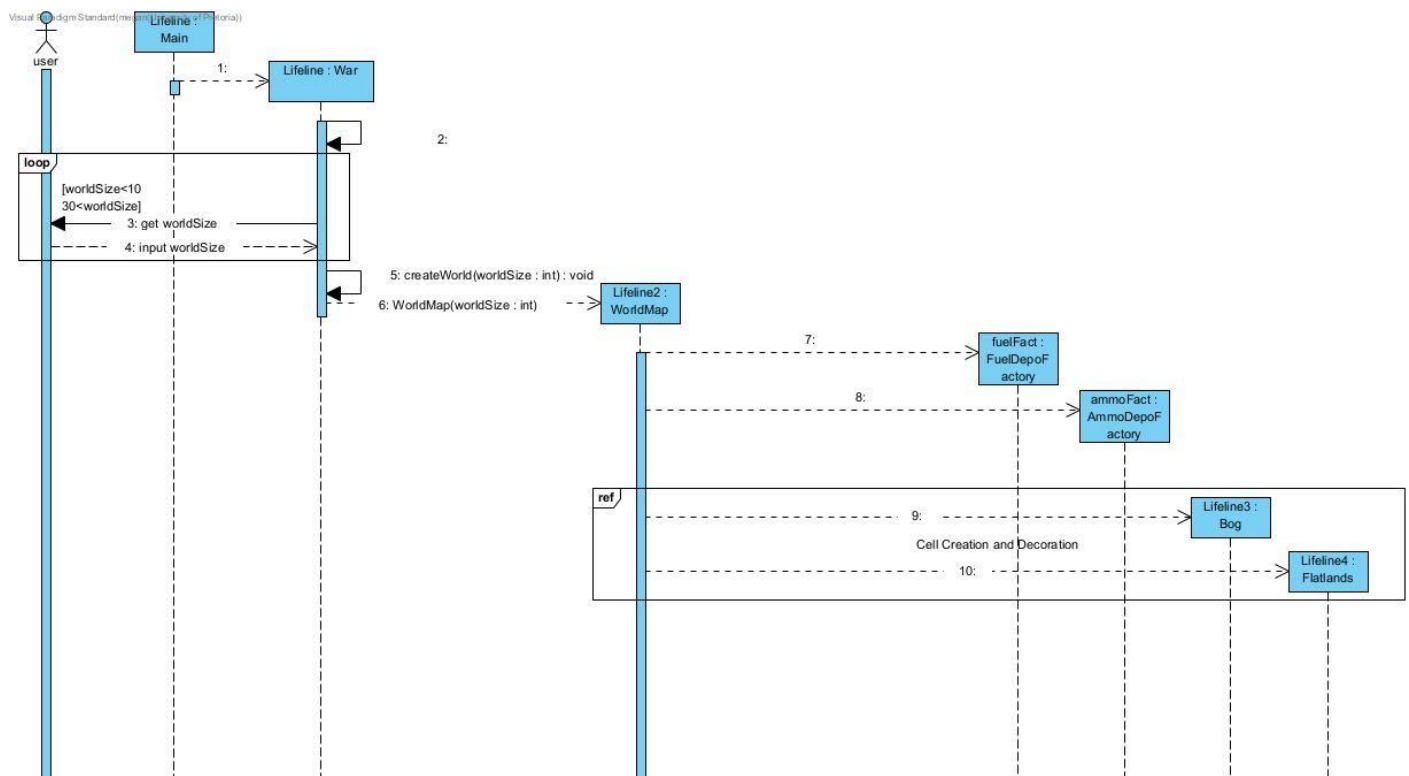 Visual Paradigm Standard(
Lifeline :
Main
user
1:
Lifeline : War
2:
loop
[worldSize<10
30<worldSize]
3: get worldSize
4: input worldSize
5: createWorld(worldSize : int) : void
6: WorldMap(worldSize : int)
Lifeline2 :
WorldMap
7:
fuelFact :
FuelDepoF
actory
8:
ammoFact :
AmmoDepoF
actory
ref
9:
Lifeline3 :
Bog
Cell Creation and Decoration
10:
Lifeline4 :
Flatlands